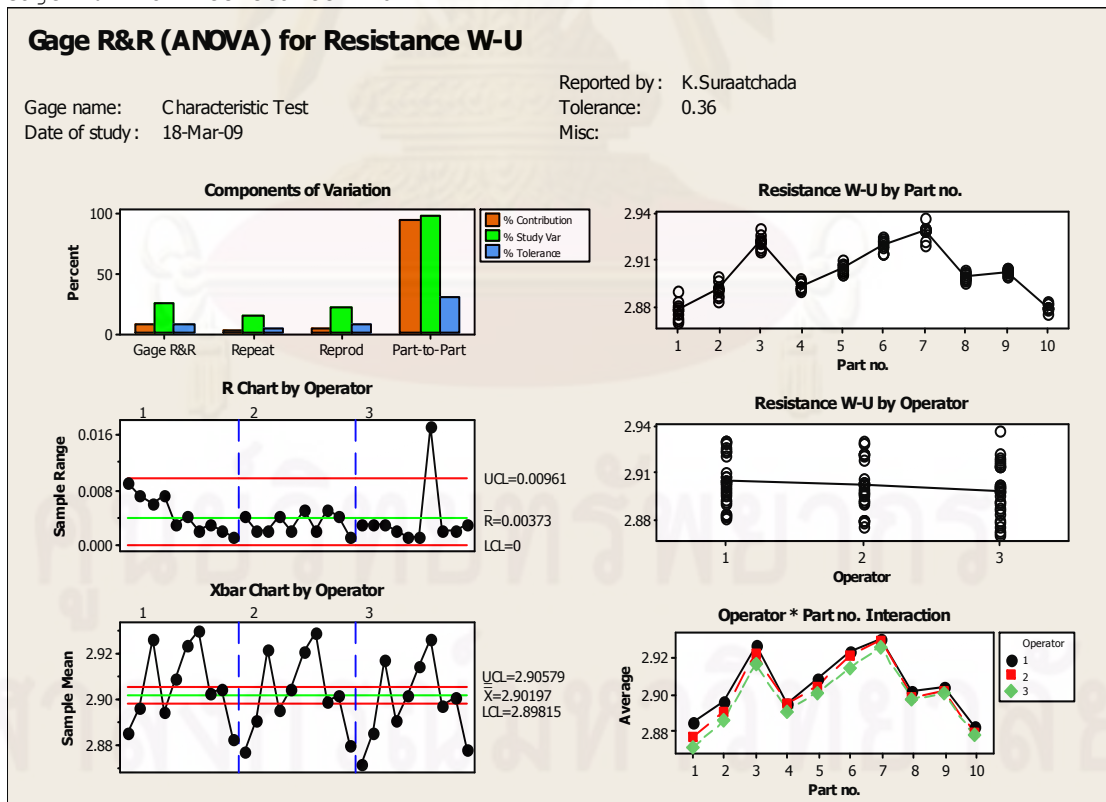 Gage R&R (ANOVA) for Resistance W-U
Reported by: K.Suraatchada
Gage name: Characteristic Test
Tolerance: 0.36
Date of study: 18-Mar-09
Misc:
Components of Variation
Percent
100
50
0
Gage R&R Repeat Reprod Part-to-Part
% Contribution
% Study Var
% Tolerance
Resistance W-U by Part no.
2.94
2.91
2.88
1 2 3 4 5 6 7 8 9 10
Part no.
R Chart by Operator
1 2 3
Sample Range
0.016
0.008
0.000
UCL=0.00961
R̄=0.00373
LCL=0
Resistance W-U by Operator
2.94
2.91
2.88
1 2 3
Operator
Xbar Chart by Operator
1 2 3
Sample Mean
2.92
2.90
2.88
UCL=2.90579
X̿=2.90197
LCL=2.89815
Operator * Part no. Interaction
Average
2.92
2.90
2.88
1 2 3 4 5 6 7 8 9 10
Part no.
Operator
1
2
3